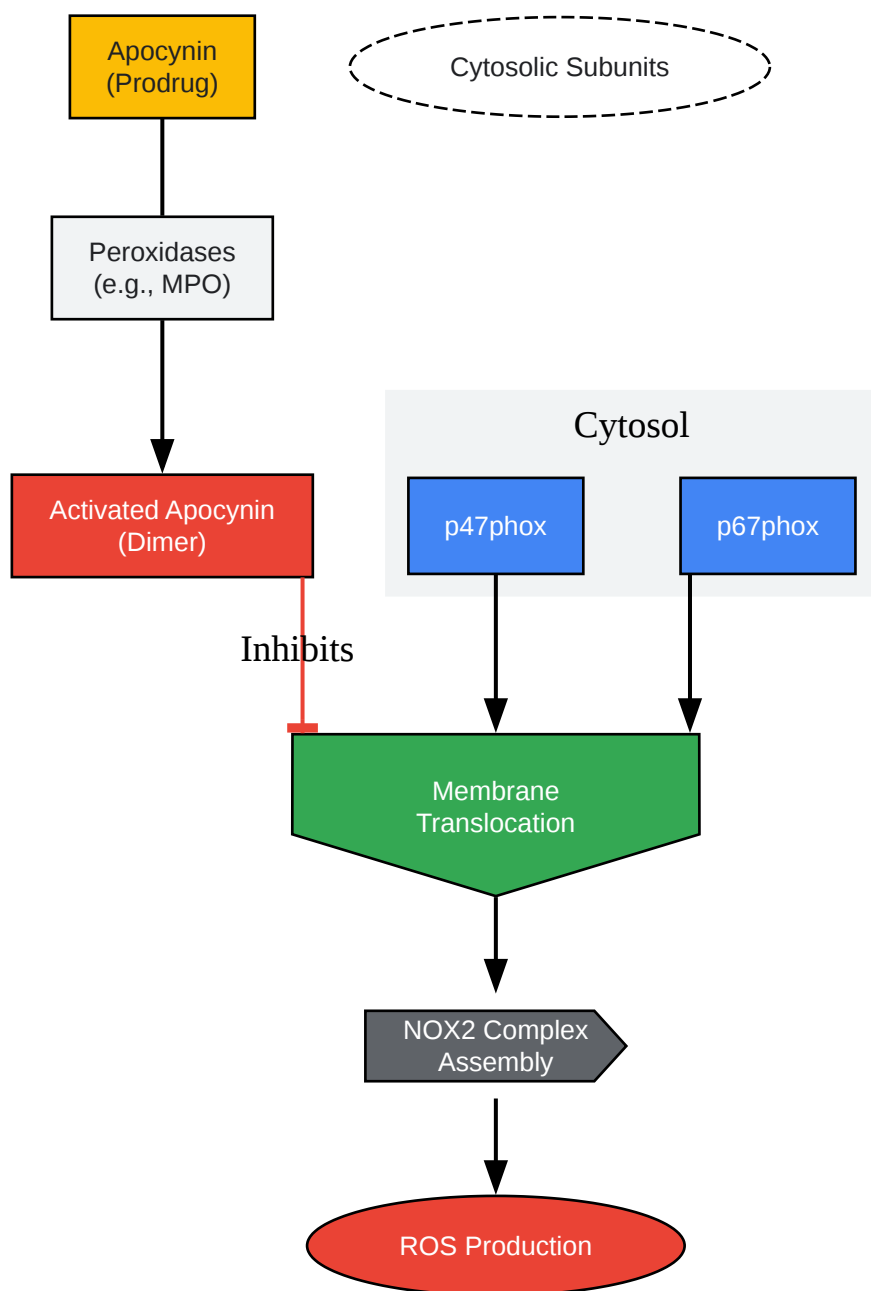 Apocynin
(Prodrug)
Cytosolic Subunits
Peroxidases
(e.g., MPO)
Cytosol
Activated Apocynin
(Dimer)
p47phox
p67phox
Inhibits
Membrane
Translocation
NOX2 Complex
Assembly
ROS Production